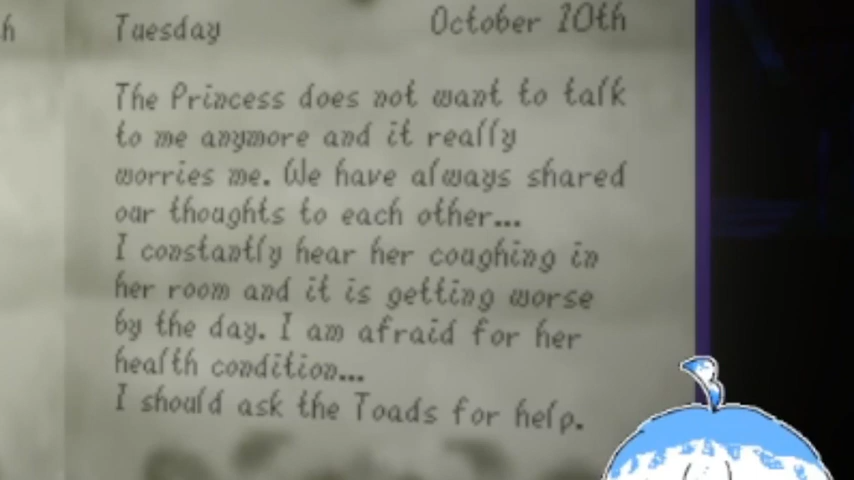 h
Tuesday October 10th
The Princess does not want to talk
to me anymore and it really
worries me. We have always shared
our thoughts to each other...
I constantly hear her coughing in
her room and it is getting worse
by the day. I am afraid for her
health condition...
I should ask the Toads for help.